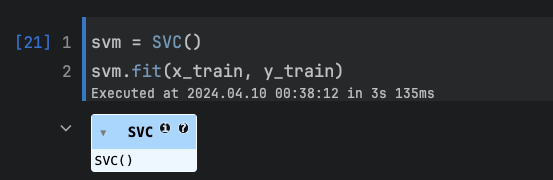 [21] 1 svm = SVC()
2 svm.fit(x_train, y_train)
Executed at 2024.04.10 00:38:12 in 3s 135ms
▼ SVC i ?
SVC()